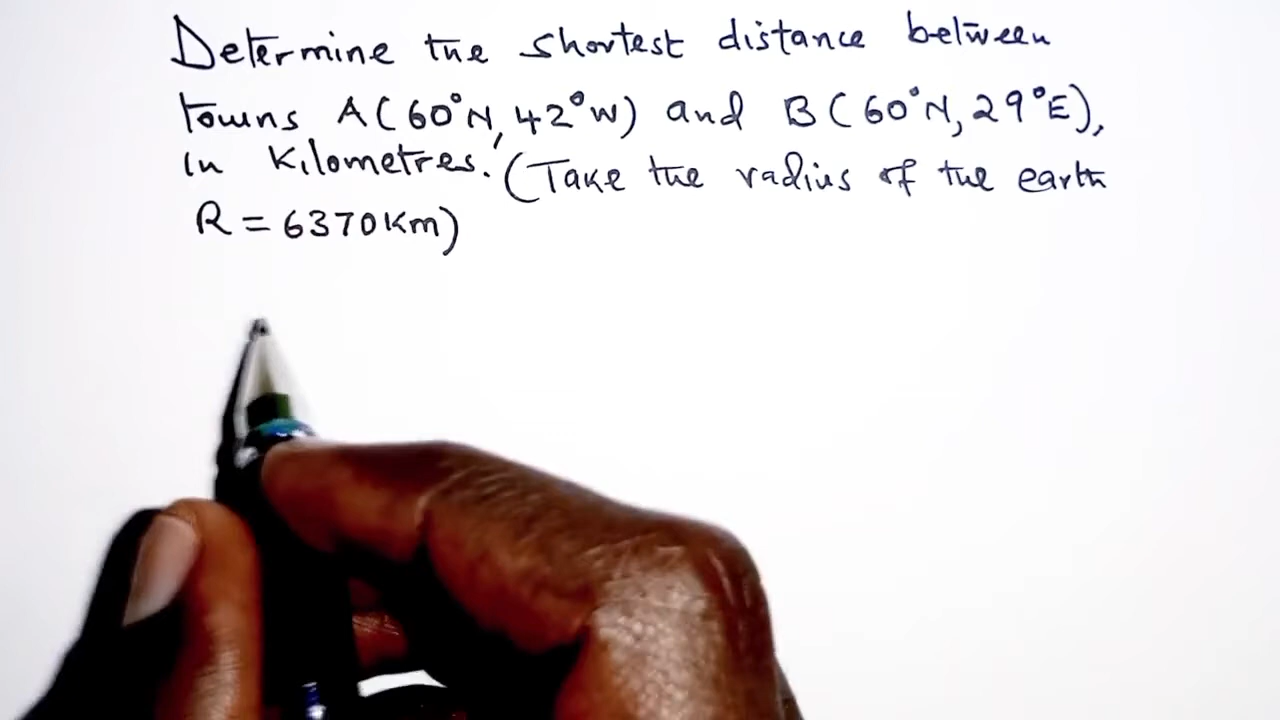 Determine the shortest distance between
towns A(60°N, 42°W) and B(60°N, 29°E),
in Kilometres. (Take the radius of the earth
R = 6370Km)